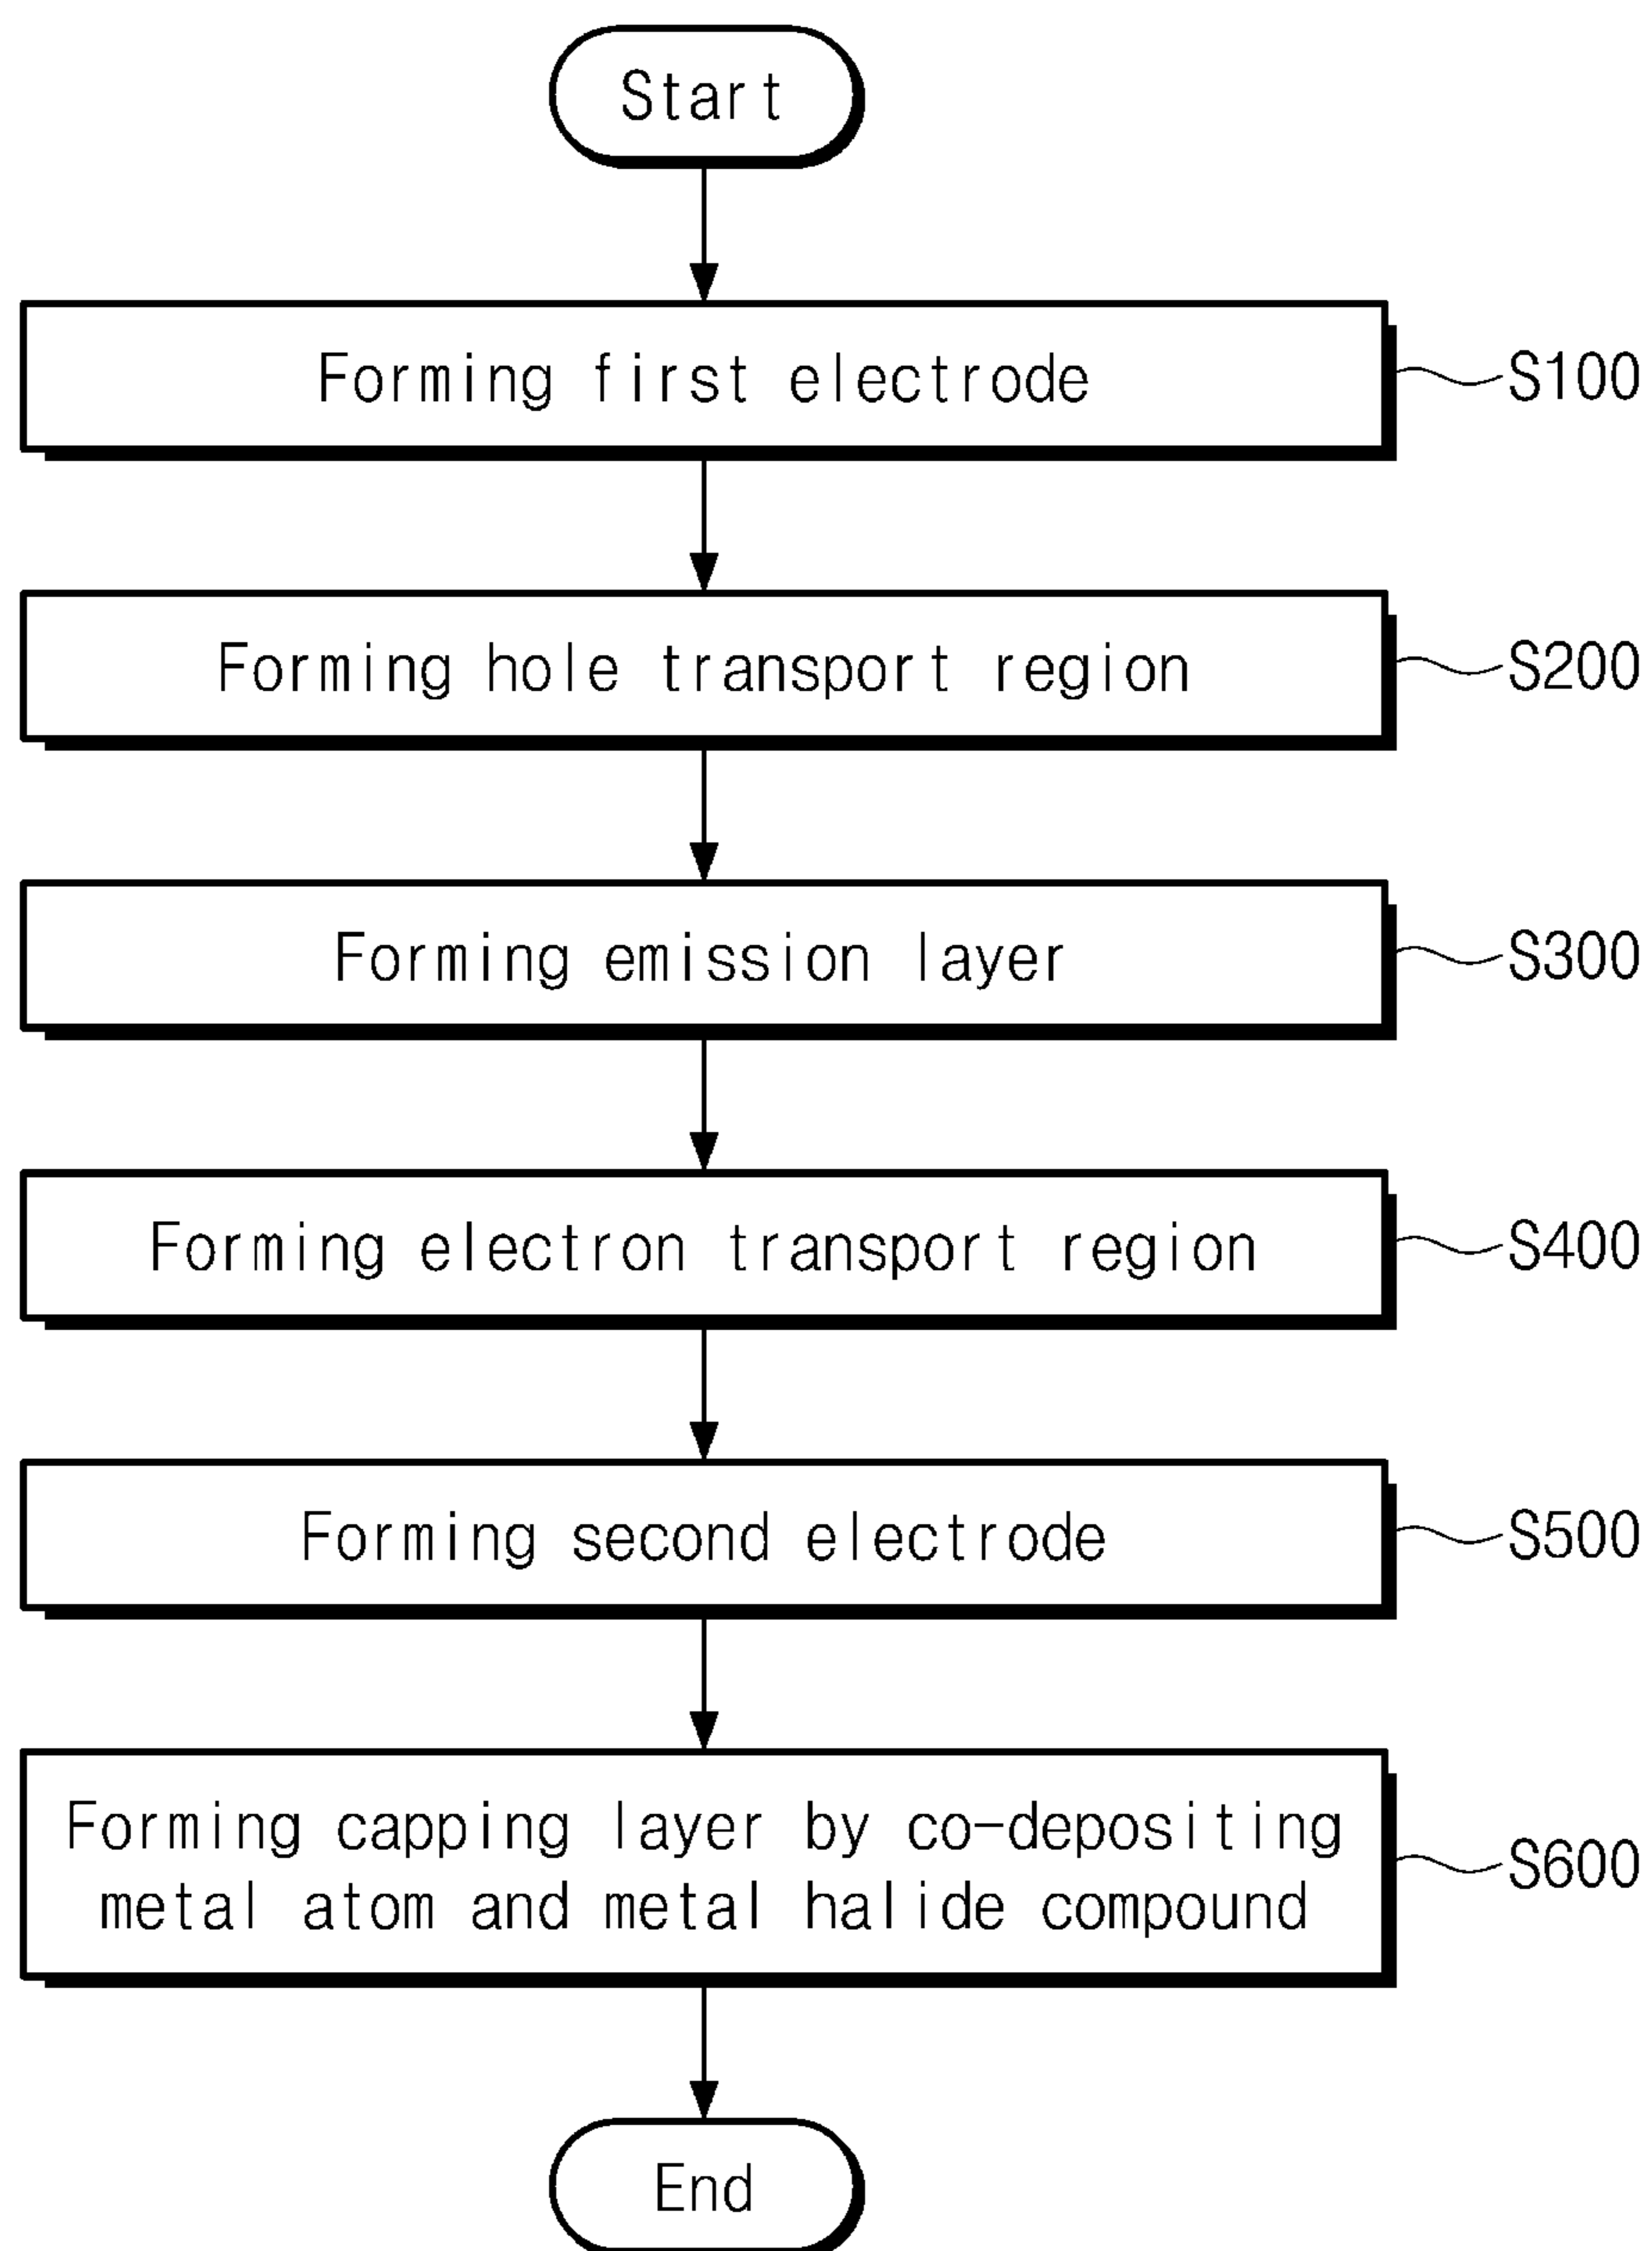 Start
Forming first electrode
S100
Forming hole transport region
S200
Forming emission layer
S300
Forming electron transport region
S400
Forming second electrode
S500
Forming capping layer by co-depositing
metal atom and metal halide compound
S600
End